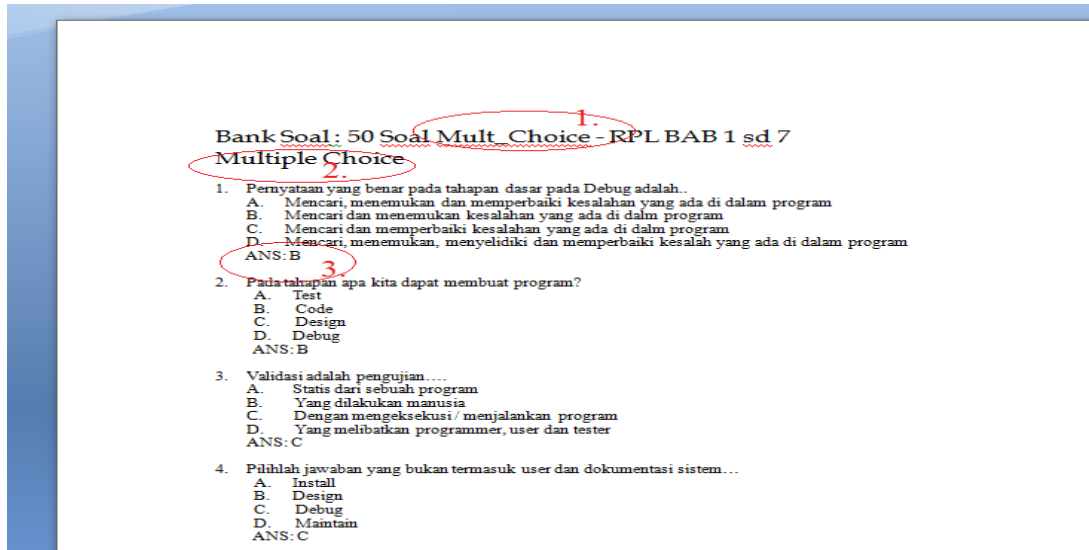 1.
Bank Soal : 50 Soal Mult_Choice - RPL BAB 1 sd 7
Multiple Choice
2.
1. Pernyataan yang benar pada tahapan dasar pada Debug adalah..
A. Mencari, menemukan dan memperbaiki kesalahan yang ada di dalam program
B. Mencari dan menemukan kesalahan yang ada di dalm program
C. Mencari dan memperbaiki kesalahan yang ada di dalm program
D. Mencari, menemukan, menyelidiki dan memperbaiki kesalah yang ada di dalam program
ANS: B
3.
2. Pada tahapan apa kita dapat membuat program?
A. Test
B. Code
C. Design
D. Debug
ANS: B
3. Validasi adalah pengujian....
A. Statis dari sebuah program
B. Yang dilakukan manusia
C. Dengan mengeksekusi / menjalankan program
D. Yang melibatkan programmer, user dan tester
ANS: C
4. Pilihlah jawaban yang bukan termasuk user dan dokumentasi sistem...
A. Install
B. Design
C. Debug
D. Maintain
ANS: C